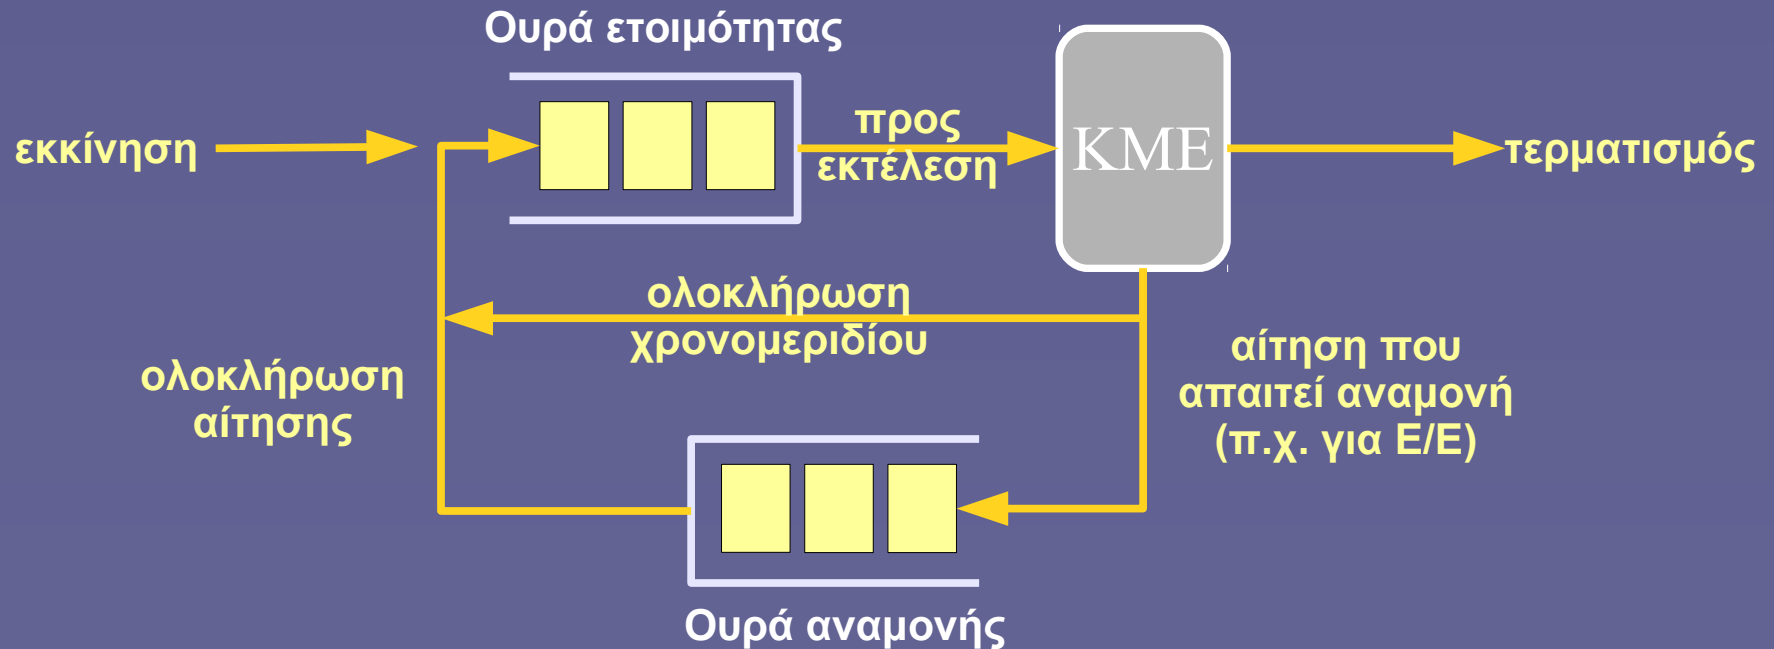 Ουρά ετοιμότητας
εκκίνηση
προς
εκτέλεση
ΚΜΕ
τερματισμός
ολοκλήρωση
χρονομεριδίου
ολοκλήρωση
αίτησης
αίτηση που
απαιτεί αναμονή
(π.χ. για Ε/Ε)
Ουρά αναμονής